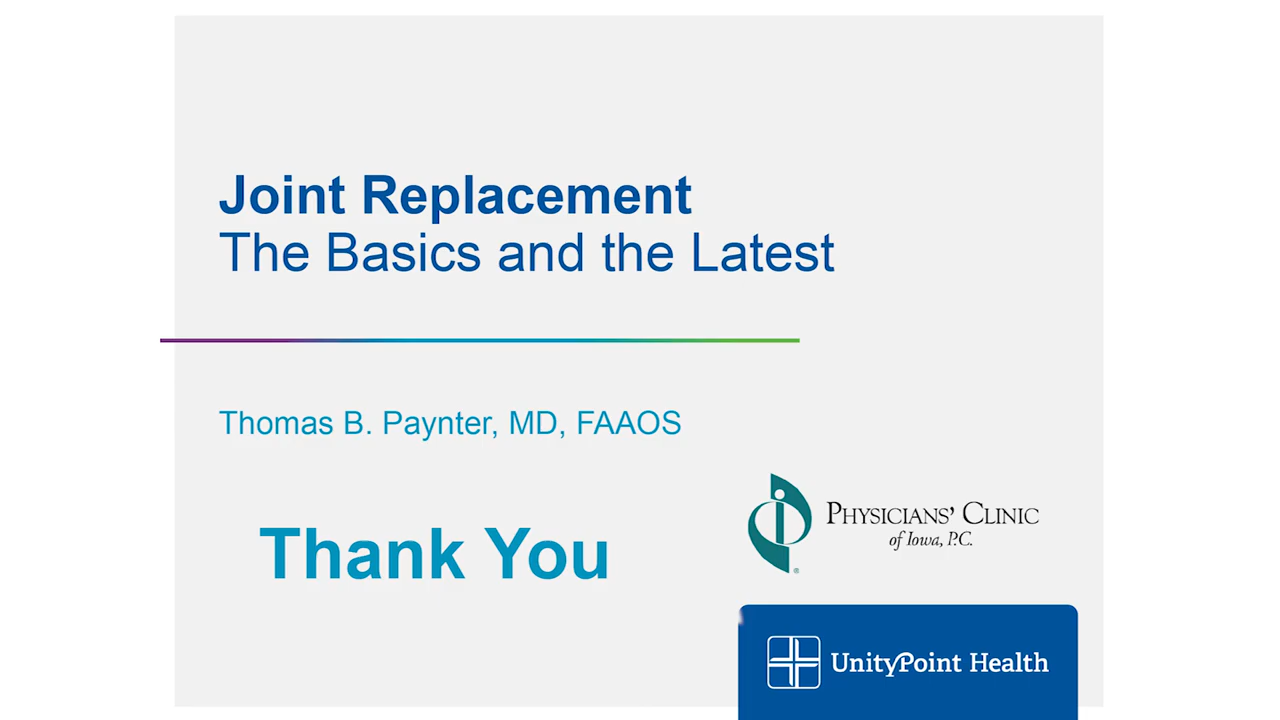 Joint Replacement
The Basics and the Latest
Thomas B. Paynter, MD, FAAOS
Thank You
PHYSICIANS' CLINIC
of Iowa, P.C.
®
UnityPoint Health